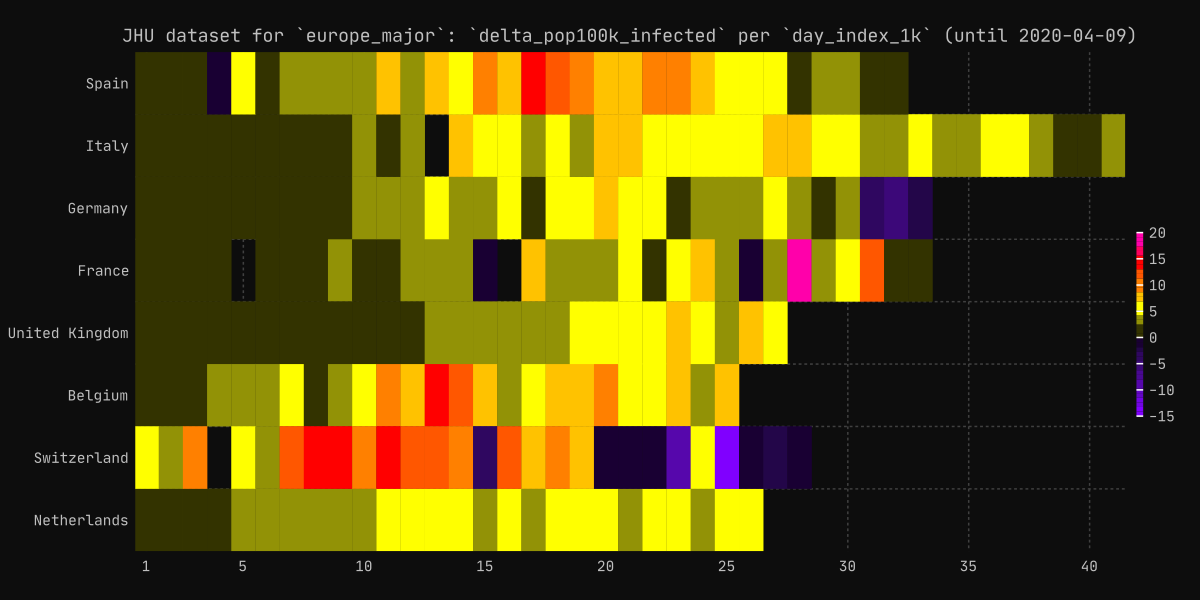 JHU dataset for `europe_major`: `delta_pop100k_infected` per `day_index_1k` (until 2020-04-09)
Spain
Italy
Germany
France
United Kingdom
Belgium
Switzerland
Netherlands
20
15
10
5
0
−5
−10
−15
1 5 10 15 20 25 30 35 40